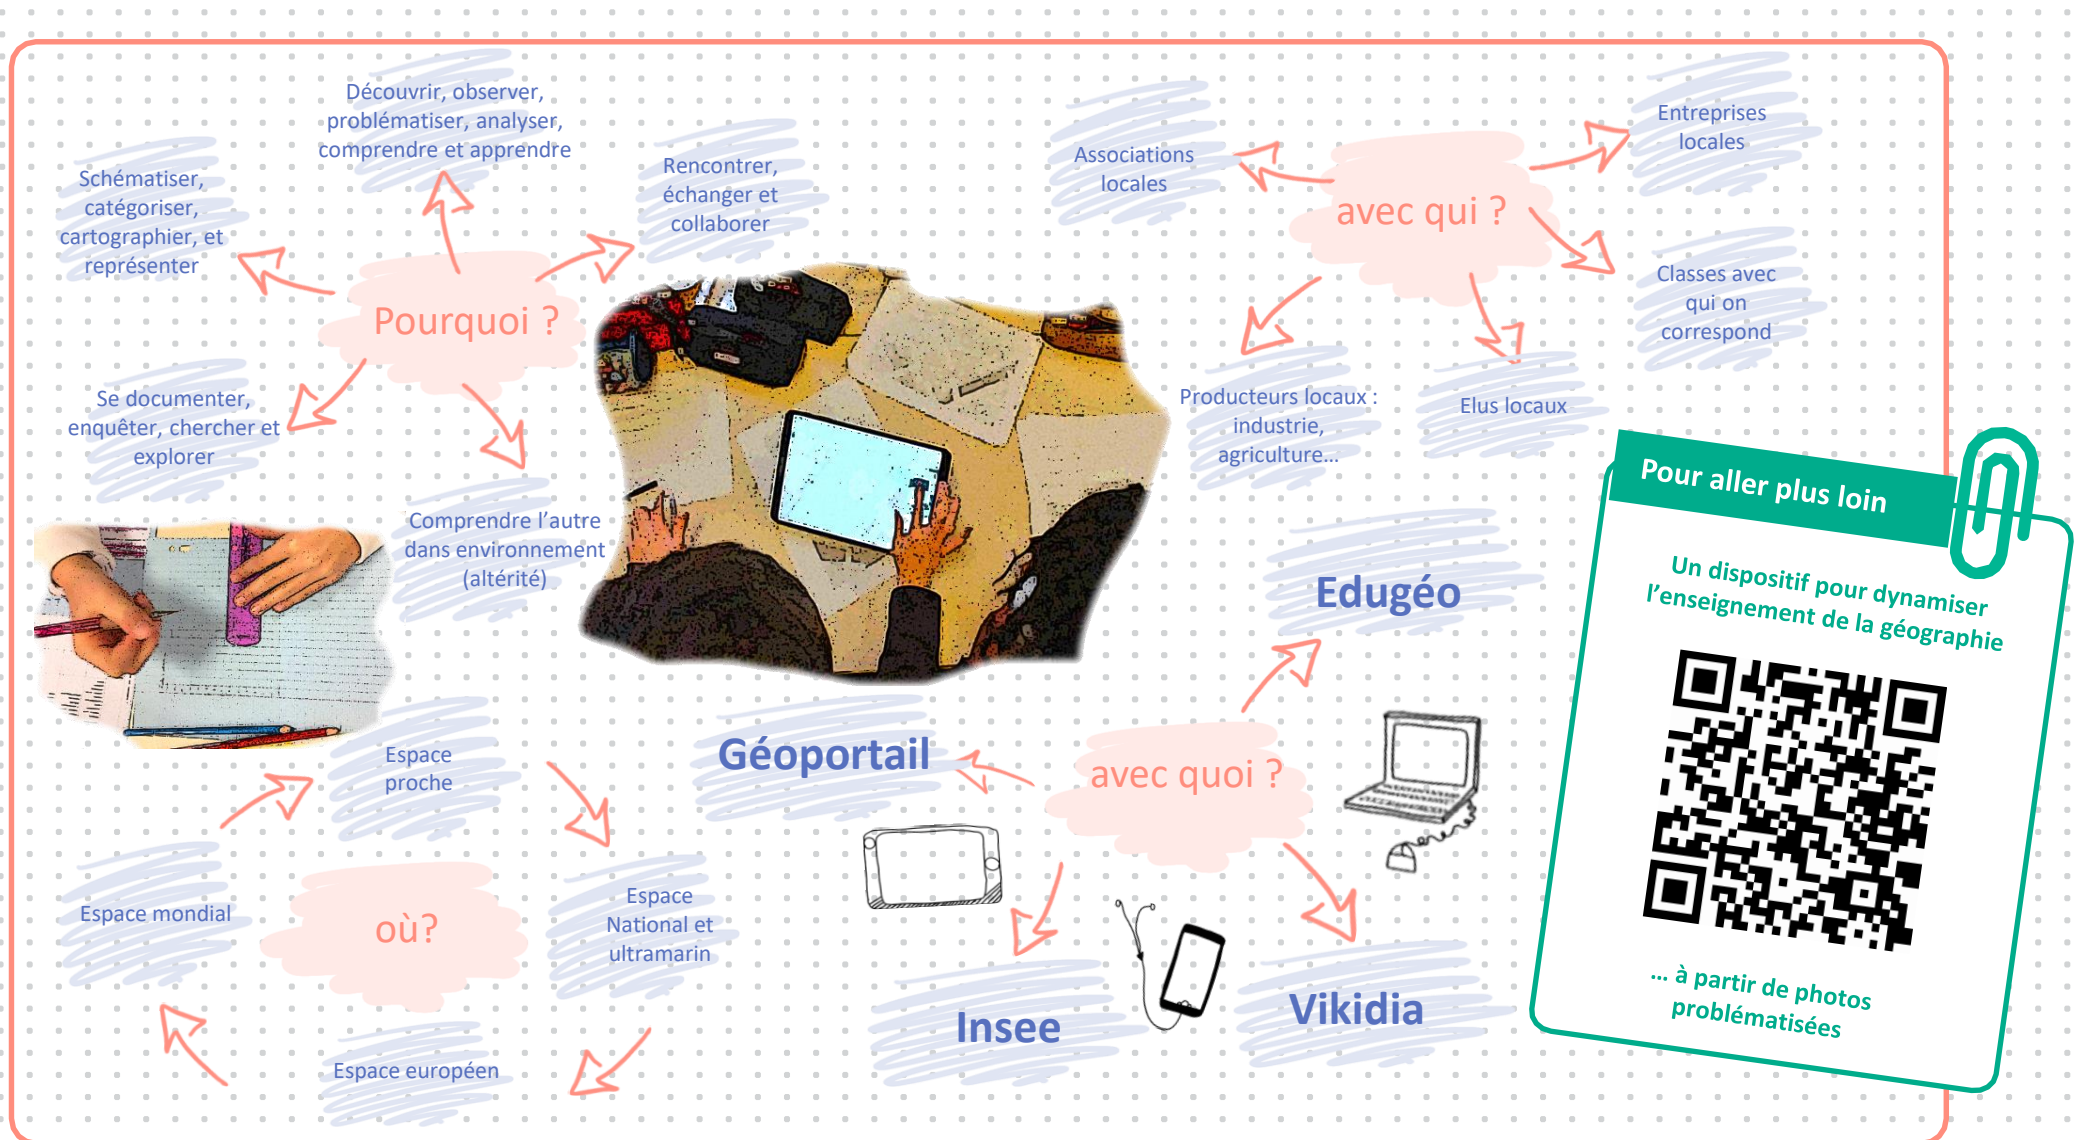 Découvrir, observer,
problématiser, analyser,
comprendre et apprendre
Schématiser,
catégoriser,
cartographier, et
représenter
Rencontrer,
échanger et
collaborer
Pourquoi ?
Se documenter,
enquêter, chercher et
explorer
Comprendre l’autre
dans environnement
(altérité)
Associations
locales
avec qui ?
Entreprises
locales
Classes avec
qui on
correspond
Producteurs locaux :
industrie,
agriculture...
Elus locaux
Espace
proche
Espace mondial
où?
Espace
National et
ultramarin
Espace européen
Edugéo
Géoportail
avec quoi ?
Insee
Vikidia
Pour aller plus loin
Un dispositif pour dynamiser
l’enseignement de la géographie
... à partir de photos
problématisées